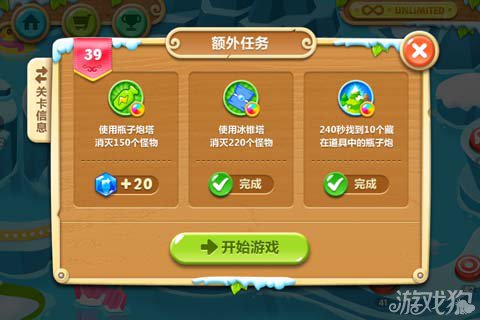 UNLIMITED
额外任务
39
关卡信息
使用瓶子炮塔
消灭150个怪物
+20
使用冰锥塔
消灭220个怪物
完成
240秒找到10个藏
在道具中的瓶子炮
完成
开始游戏
41
游戏狗